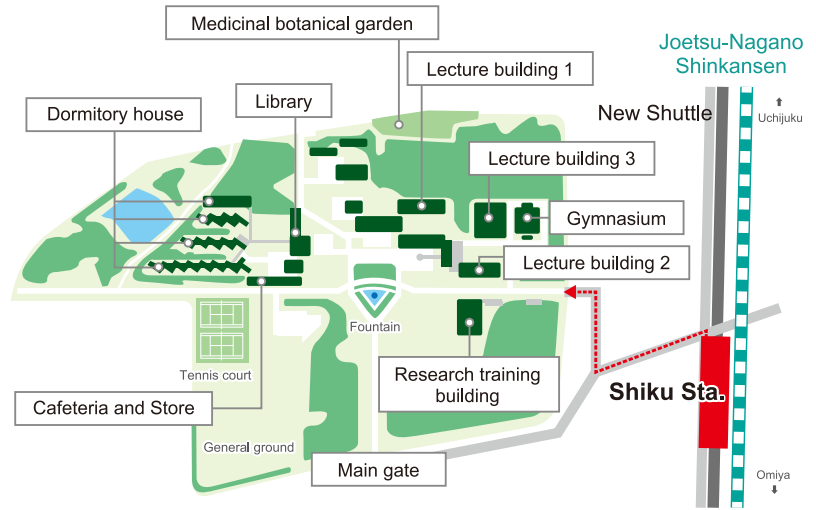 Medicinal botanical garden
Joetsu-Nagano
Shinkansen
Lecture building 1
Dormitory house
Library
New Shuttle
Uchijuku
Lecture building 3
Gymnasium
Lecture building 2
Fountain
Tennis court
Research training
building
Shiku Sta.
Cafeteria and Store
General ground
Main gate
Omiya